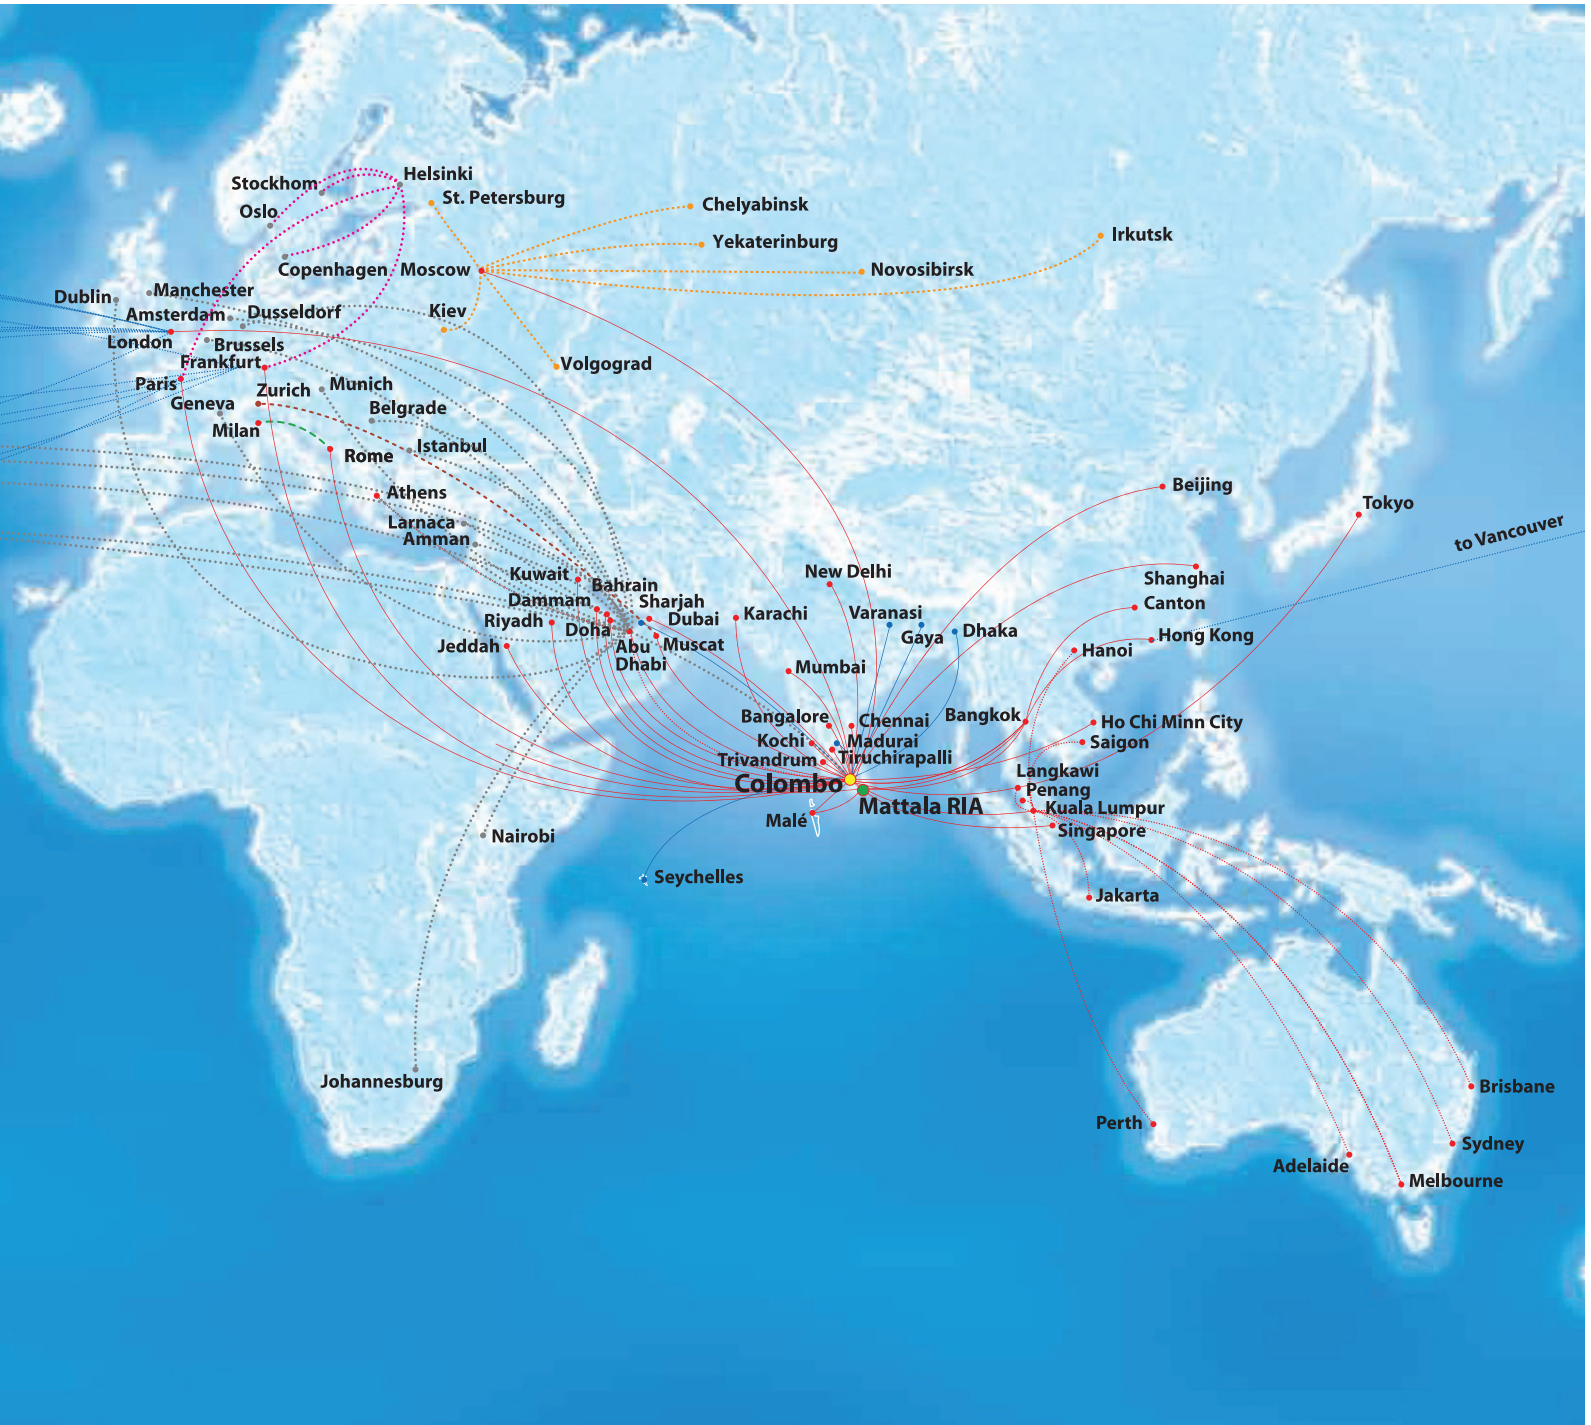 Helsinki
Stockhom
St. Petersburg
Chelyabinsk
Oslo
Irkutsk
Yekaterinburg
Copenhagen
Moscow
Novosibirsk
Manchester
Dublin
Amsterdam
Dusseldorf
Kiev
London
Brussels
Frankfurt
Volgograd
Paris
Zurich
Munich
Geneva
Belgrade
Milan
Istanbul
Rome
Beijing
Athens
Tokyo
Larnaca
to Vancouver
Amman
Kuwait
Bahrain
New Delhi
Shanghai
Dammam
Sharjah
Canton
Riyadh
Doha
Dubai
Karachi
Varanasi
Gaya
Dhaka
Hong Kong
Jeddah
Abu
Dhabi
Muscat
Hanoi
Mumbai
Bangalore
Chennai
Bangkok
Ho Chi Minn City
Kochi
Madurai
Saigon
Trivandrum
Tiruchirapalli
Langkawi
Colombo
Penang
Mattala RIA
Kuala Lumpur
Malé
Singapore
Nairobi
Seychelles
Jakarta
Johannesburg
Brisbane
Perth
Sydney
Adelaide
Melbourne